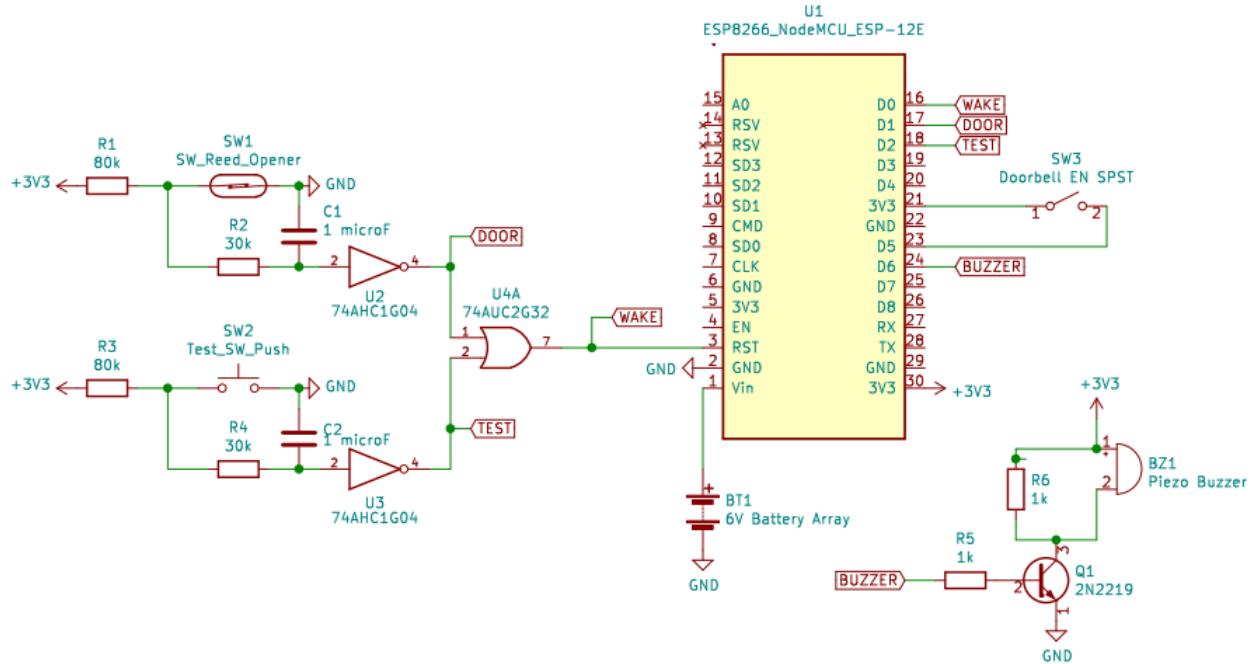 U1
ESP8266_NodeMCU_ESP-12E
15 A0 D0 16 WAKE
14 RSV D1 17 DOOR
13 RSV D2 18 TEST
12 SD3 D3 19
11 SD2 D4 20
10 SD1 3V3 21
9 CMD GND 22
8 SD0 D5 23
7 CLK D6 24 BUZZER
6 GND D7 25
5 3V3 D8 26
4 EN RX 27
3 RST TX 28
GND 2 GND GND 29
1 Vin 3V3 30 +3V3
SW3
Doorbell EN SPST
1 2
R1
80k
+3V3
SW1
SW_Reed_Opener
GND
C1
1 microF
R2
30k
2 4
U2
74AHC1G04
DOOR
U4A
74AUC2G32
1
2
7
WAKE
R3
80k
+3V3
SW2
Test_SW_Push
GND
C2
1 microF
R4
30k
2 4
U3
74AHC1G04
TEST
BT1
6V Battery Array
+
GND
+3V3
1
+
2
BZ1
Piezo Buzzer
R6
1k
R5
1k
BUZZER
3
2
1
Q1
2N2219
GND